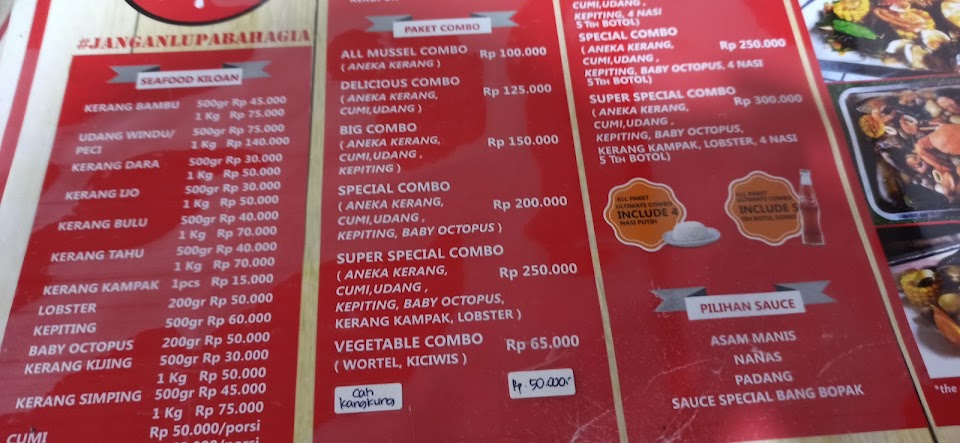 #JANGANLUPABAHAGIA
SEAFOOD KILOAN
KERANG BAMBU 500gr Rp 45.000
1 Kg Rp 75.000
UDANG WINDU/ 500gr Rp 75.000
PECI 1 Kg Rp 140.000
KERANG DARA 500gr Rp 30.000
1 Kg Rp 50.000
KERANG IJO 500gr Rp 30.000
1 Kg Rp 50.000
KERANG BULU 500gr Rp 40.000
1 Kg Rp 70.000
KERANG TAHU 500gr Rp 40.000
1 Kg Rp 70.000
KERANG KAMPAK 1pcs Rp 15.000
LOBSTER 200gr Rp 50.000
KEPITING 500gr Rp 60.000
BABY OCTOPUS 200gr Rp 50.000
KERANG KIJING 500gr Rp 30.000
1 Kg Rp 50.000
KERANG SIMPING 500gr Rp 45.000
1 Kg Rp 75.000
CUMI Rp 50.000/porsi
PAKET COMBO
ALL MUSSEL COMBO Rp 100.000
( ANEKA KERANG )
DELICIOUS COMBO Rp 125.000
( ANEKA KERANG,
CUMI,UDANG )
BIG COMBO Rp 150.000
( ANEKA KERANG,
CUMI,UDANG ,
KEPITING )
SPECIAL COMBO Rp 200.000
( ANEKA KERANG,
CUMI,UDANG ,
KEPITING, BABY OCTOPUS )
SUPER SPECIAL COMBO
( ANEKA KERANG, Rp 250.000
CUMI,UDANG ,
KEPITING, BABY OCTOPUS,
KERANG KAMPAK, LOBSTER )
VEGETABLE COMBO Rp 65.000
( WORTEL, KICIWIS )
Cah kangkung Rp. 50.000,-
CUMI,UDANG ,
KEPITING, 4 NASI
5 TEH BOTOL)
SPECIAL COMBO
( ANEKA KERANG, Rp 250.000
CUMI,UDANG ,
KEPITING, BABY OCTOPUS, 4 NASI
5 TEH BOTOL)
SUPER SPECIAL COMBO
( ANEKA KERANG, Rp 300.000
CUMI,UDANG ,
KEPITING, BABY OCTOPUS,
KERANG KAMPAK, LOBSTER, 4 NASI
5 TEH BOTOL)
ALL PAKET
ULTIMATE COMBO
INCLUDE 4
NASI PUTIH
ALL PAKET
ULTIMATE COMBO
INCLUDE 5
TEH BOTOL SOSRO
PILIHAN SAUCE
ASAM MANIS
NANAS
PADANG
SAUCE SPECIAL BANG BOPAK
*the